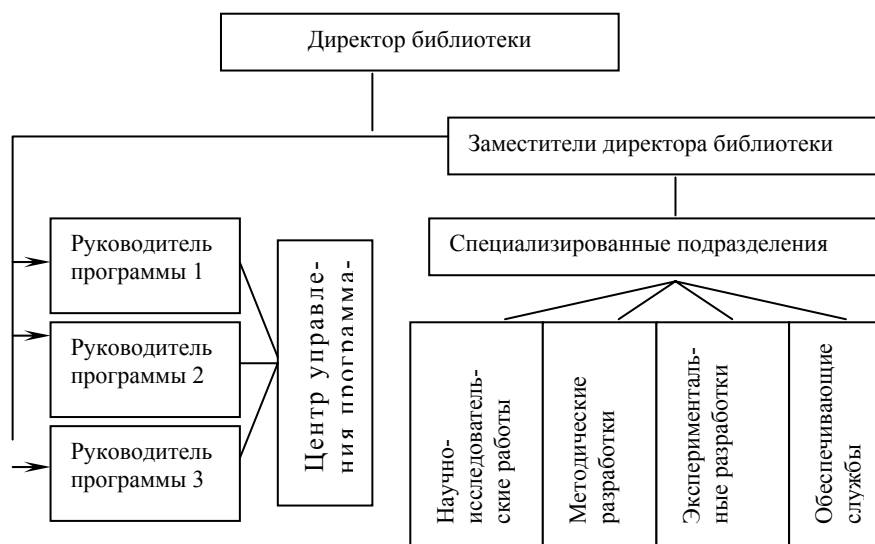 Директор библиотеки
Заместители директора библиотеки
Руководитель
программы 1
Руководитель
программы 2
Руководитель
программы 3
Центр управле-
ния программа-
Специализированные подразделения
Научно-
исследователь-
ские работы
Методические
разработки
Эксперименталь-
ные разработки
Обеспечивающие
службы